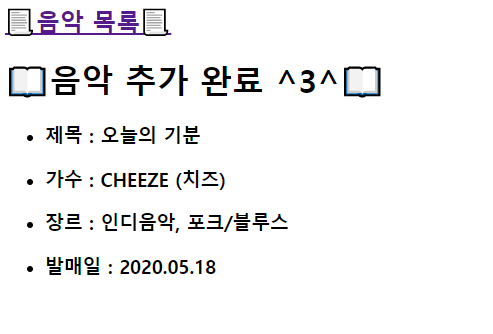 📃음악 목록📃
📖음악 추가 완료 ^3^📖
제목 : 오늘의 기분
가수 : CHEEZE (치즈)
장르 : 인디음악, 포크/블루스
발매일 : 2020.05.18